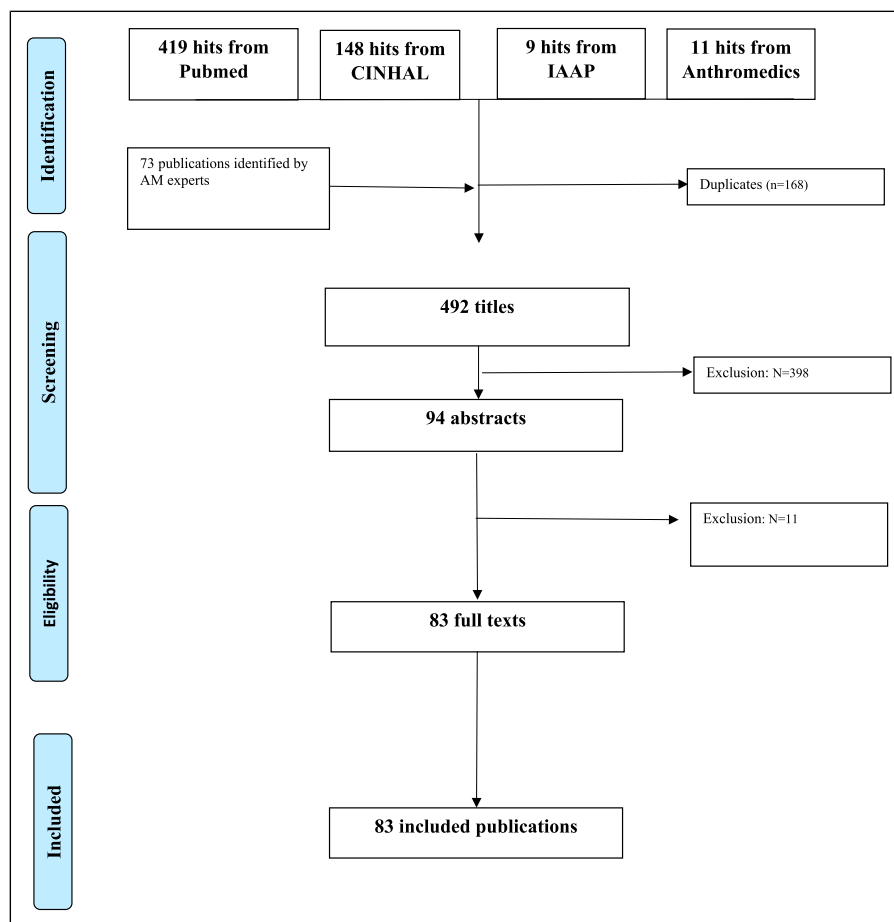 419 hits from
Pubmed
148 hits from
CINHAL
9 hits from
IAAP
11 hits from
Anthromedics
Identification
73 publications identified by
AM experts
Duplicates (n=168)
Screening
492 titles
Exclusion: N=398
94 abstracts
Eligibility
Exclusion: N=11
83 full texts
Included
83 included publications